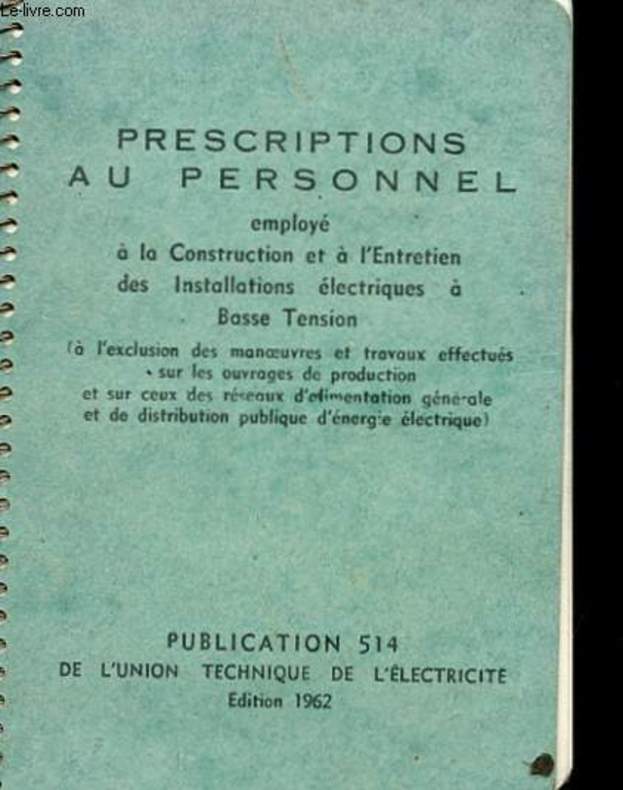 Le-livre.com
PRESCRIPTIONS
AU PERSONNEL
employé
à la Construction et à l'Entretien
des Installations électriques à
Basse Tension
(à l'exclusion des manœuvres et travaux effectués
sur les ouvrages de production
et sur ceux des réseaux d'alimentation générale
et de distribution publique d'énergie électrique)
PUBLICATION 514
DE L'UNION TECHNIQUE DE L'ÉLECTRICITÉ
Edition 1962